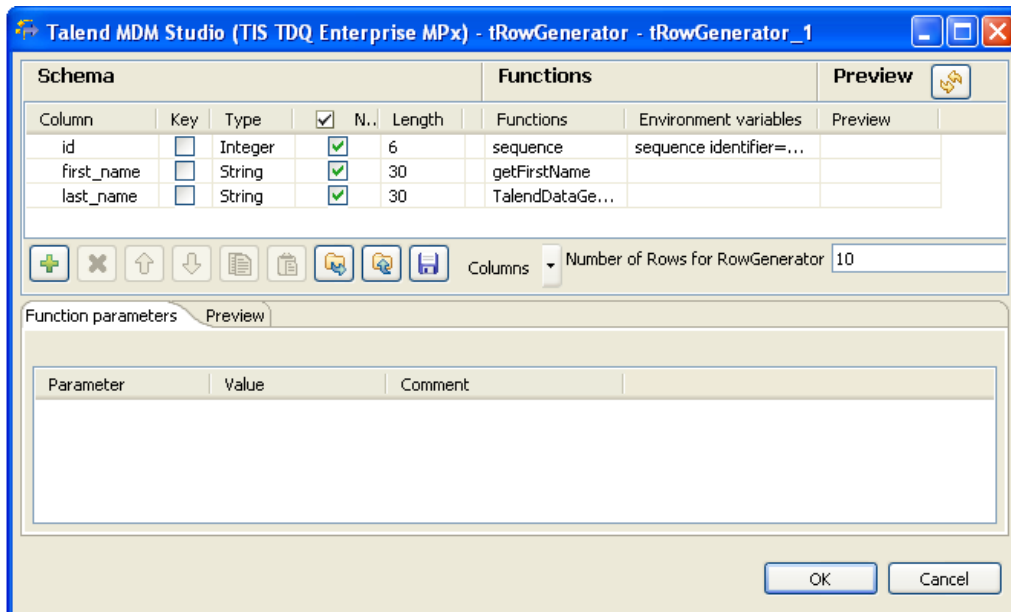 Talend MDM Studio (TIS TDQ Enterprise MPx) - tRowGenerator - tRowGenerator_1
Schema Functions Preview
Column Key Type N.. Length Functions Environment variables Preview
id Integer 6 sequence sequence identifier=...
first_name String 30 getFirstName
last_name String 30 TalendDataGe...
Columns Number of Rows for RowGenerator 10
Function parameters Preview
Parameter Value Comment
OK Cancel